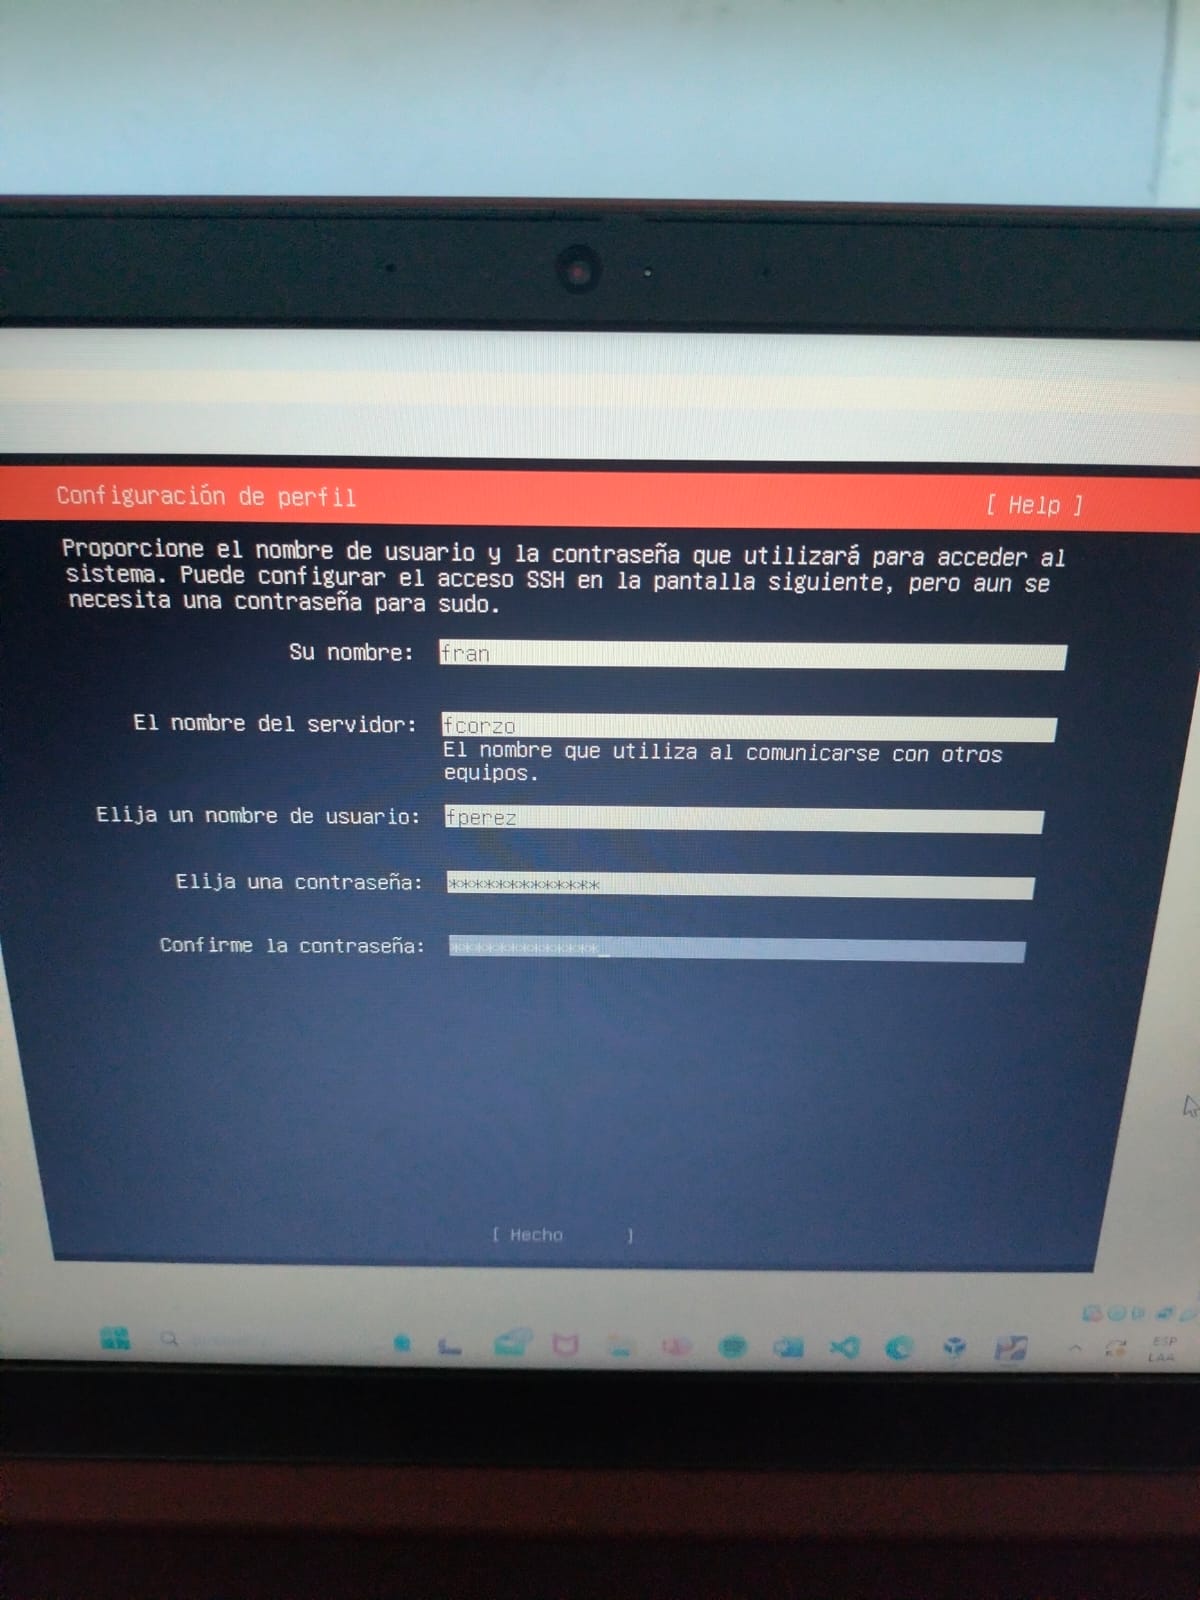 Configuración de perfil
[ Help ]
Proporcione el nombre de usuario y la contraseña que utilizará para acceder al
sistema. Puede configurar el acceso SSH en la pantalla siguiente, pero aun se
necesita una contraseña para sudo.
Su nombre: fran
El nombre del servidor: fcorzo
El nombre que utiliza al comunicarse con otros
equipos.
Elija un nombre de usuario: fperez
Elija una contraseña: *************
Confirme la contraseña: *************_
[ Hecho ]
ESP
LAA